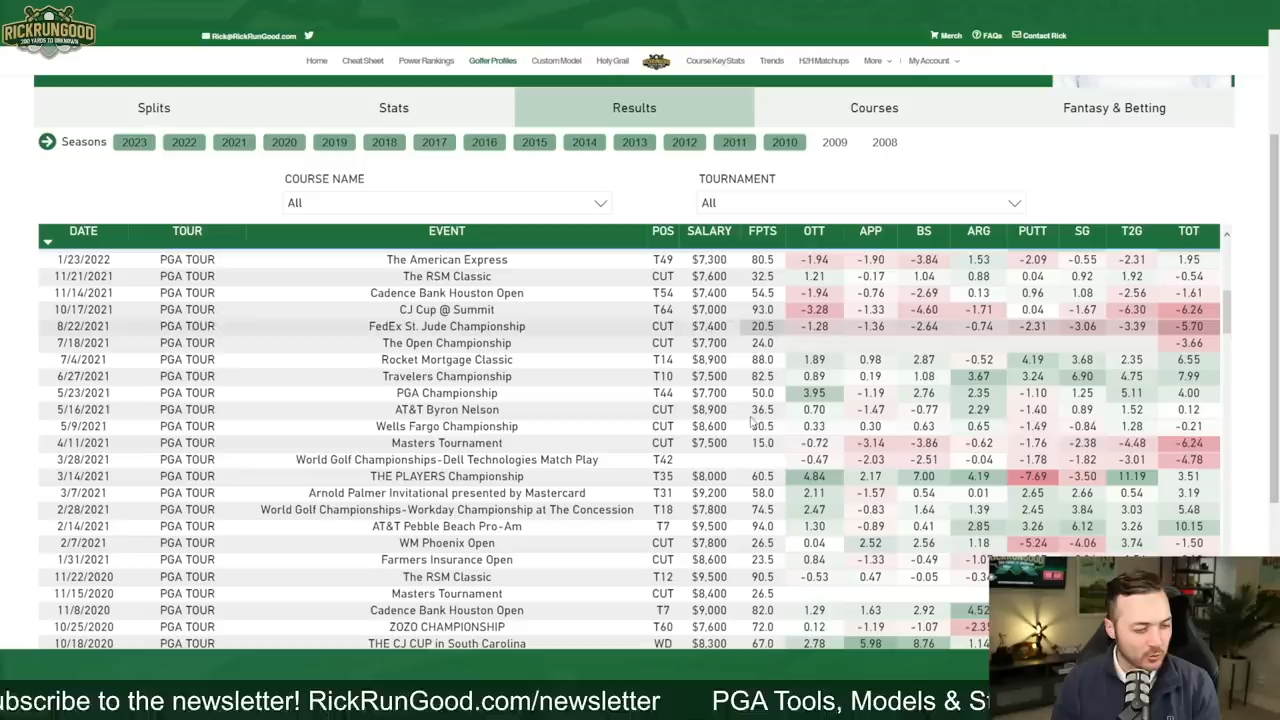 RICKRUNGOOD
300 YARDS TO UNKNOWN
Rick@RickRunGood.com
Merch FAQs Contact Rick
Home Cheat Sheet Power Rankings Golfer Profiles Custom Model Holy Grail Course Key Stats Trends H2H Matchups More My Account
Splits Stats Results Courses Fantasy & Betting
Seasons 2023 2022 2021 2020 2019 2018 2017 2016 2015 2014 2013 2012 2011 2010 2009 2008
COURSE NAME TOURNAMENT
All All
DATE TOUR EVENT POS SALARY FPTS OTT APP BS ARG PUTT SG T2G TOT
1/23/2022 PGA TOUR The American Express T49 $7,300 80.5 -1.94 -1.90 -3.84 1.53 -2.09 -0.55 -2.31 1.95
11/21/2021 PGA TOUR The RSM Classic CUT $7,600 32.5 1.21 -0.17 1.04 0.88 0.04 0.92 1.92 -0.54
11/14/2021 PGA TOUR Cadence Bank Houston Open T54 $7,400 54.5 -1.94 -0.76 -2.69 0.13 0.96 1.08 -2.56 -1.61
10/17/2021 PGA TOUR CJ Cup @ Summit T64 $7,000 93.0 -3.28 -1.33 -4.60 -1.71 0.04 -1.67 -6.30 -6.26
8/22/2021 PGA TOUR FedEx St. Jude Championship CUT $7,400 20.5 -1.28 -1.36 -2.64 -0.74 -2.31 -3.06 -3.39 -5.70
7/18/2021 PGA TOUR The Open Championship CUT $7,700 24.0 -3.66
7/4/2021 PGA TOUR Rocket Mortgage Classic T14 $8,900 88.0 1.89 0.98 2.87 -0.52 4.19 3.68 2.35 6.55
6/27/2021 PGA TOUR Travelers Championship T10 $7,500 82.5 0.89 0.19 1.08 3.67 3.24 6.90 4.75 7.99
5/23/2021 PGA TOUR PGA Championship T44 $7,700 50.0 3.95 -1.19 2.76 2.35 -1.10 1.25 5.11 4.00
5/16/2021 PGA TOUR AT&T Byron Nelson CUT $8,900 36.5 0.70 -1.47 -0.77 2.29 -1.40 0.89 1.52 0.12
5/9/2021 PGA TOUR Wells Fargo Championship CUT $8,600 30.5 0.33 0.30 0.63 0.65 -1.49 -0.84 1.28 -0.21
4/11/2021 PGA TOUR Masters Tournament CUT $7,500 15.0 -0.72 -3.14 -3.86 -0.62 -1.76 -2.38 -4.48 -6.24
3/28/2021 PGA TOUR World Golf Championships-Dell Technologies Match Play T42 -0.47 -2.03 -2.51 -0.04 -1.78 -1.82 -3.01 -4.78
3/14/2021 PGA TOUR THE PLAYERS Championship T35 $8,000 60.5 4.84 2.17 7.00 4.19 -7.69 -3.50 11.19 3.51
3/7/2021 PGA TOUR Arnold Palmer Invitational presented by Mastercard T31 $9,200 58.0 2.11 -1.57 0.54 0.01 2.65 2.66 0.54 3.19
2/28/2021 PGA TOUR World Golf Championships-Workday Championship at The Concession T18 $7,800 74.5 2.47 -0.83 1.64 1.39 2.45 3.84 3.03 5.48
2/14/2021 PGA TOUR AT&T Pebble Beach Pro-Am T7 $9,500 94.0 1.30 -0.89 0.41 2.85 3.26 6.12 3.26 10.15
2/7/2021 PGA TOUR WM Phoenix Open CUT $7,800 26.5 0.04 2.52 2.56 1.18 -5.24 -4.06 3.74 -1.50
1/31/2021 PGA TOUR Farmers Insurance Open CUT $8,600 23.5 0.84 -1.33 -0.49
11/22/2020 PGA TOUR The RSM Classic T12 $9,500 90.5 -0.53 0.47 -0.05
11/15/2020 PGA TOUR Masters Tournament CUT $8,400 26.5
11/8/2020 PGA TOUR Cadence Bank Houston Open T7 $9,000 82.0 1.29 1.63 2.92 4.52
10/25/2020 PGA TOUR ZOZO CHAMPIONSHIP T60 $7,600 72.0 0.12 -1.19 -1.07
10/18/2020 PGA TOUR THE CJ CUP in South Carolina WD $8,300 67.0 2.78 5.98 8.76 1.14
ubscribe to the newsletter! RickRunGood.com/newsletter PGA Tools, Models & St